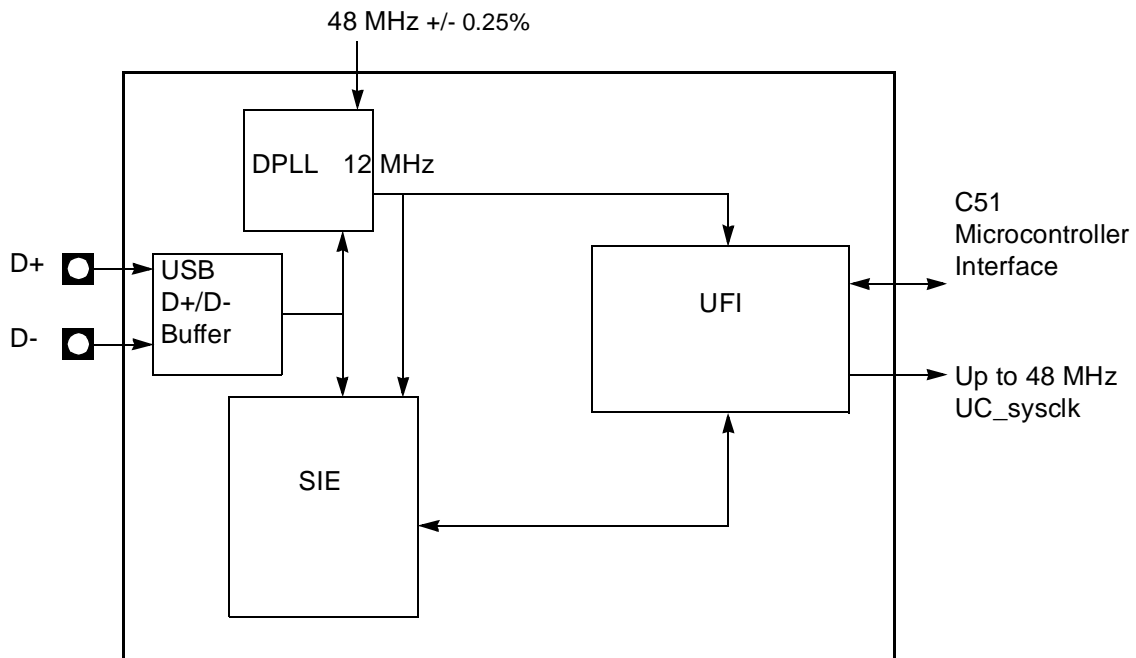 48 MHz +/- 0.25%
DPLL 12 MHz
C51
Microcontroller
Interface
D+
USB
D+/D-
Buffer
D-
UFI
Up to 48 MHz
UC_sysclk
SIE